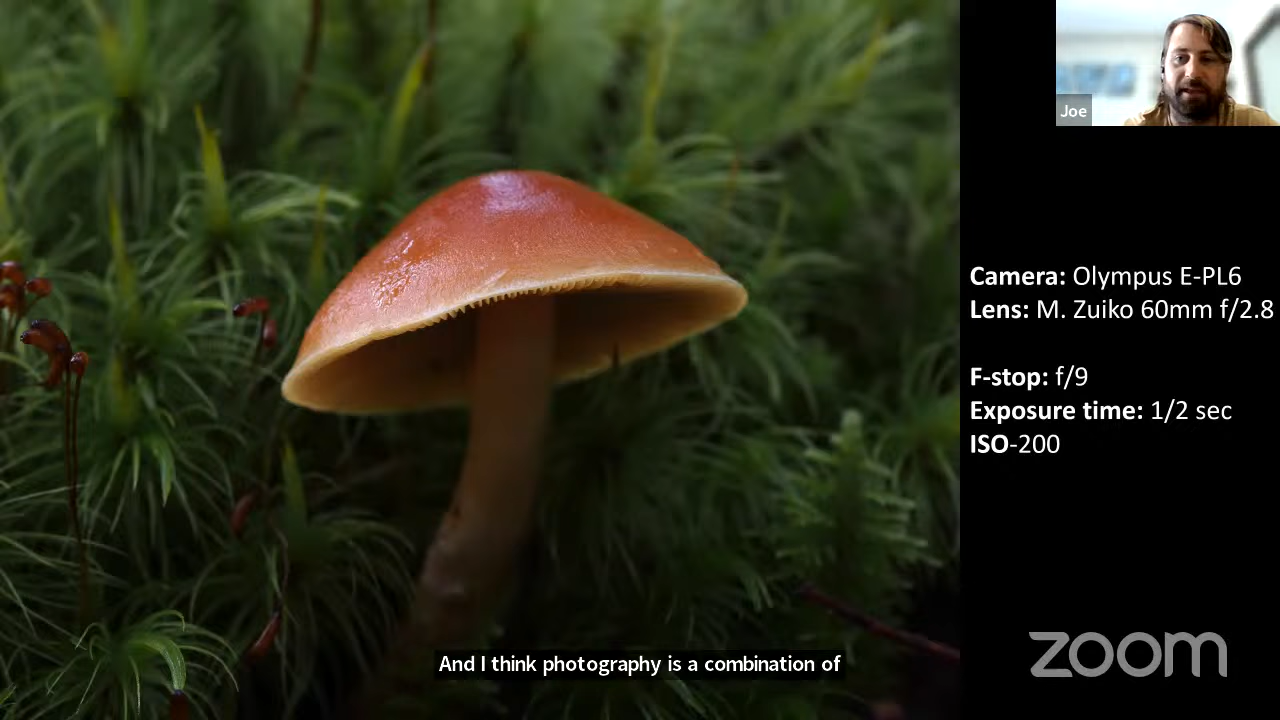 Joe
Camera: Olympus E-PL6
Lens: M. Zuiko 60mm f/2.8
F-stop: f/9
Exposure time: 1/2 sec
ISO-200
And I think photography is a combination of
zoom